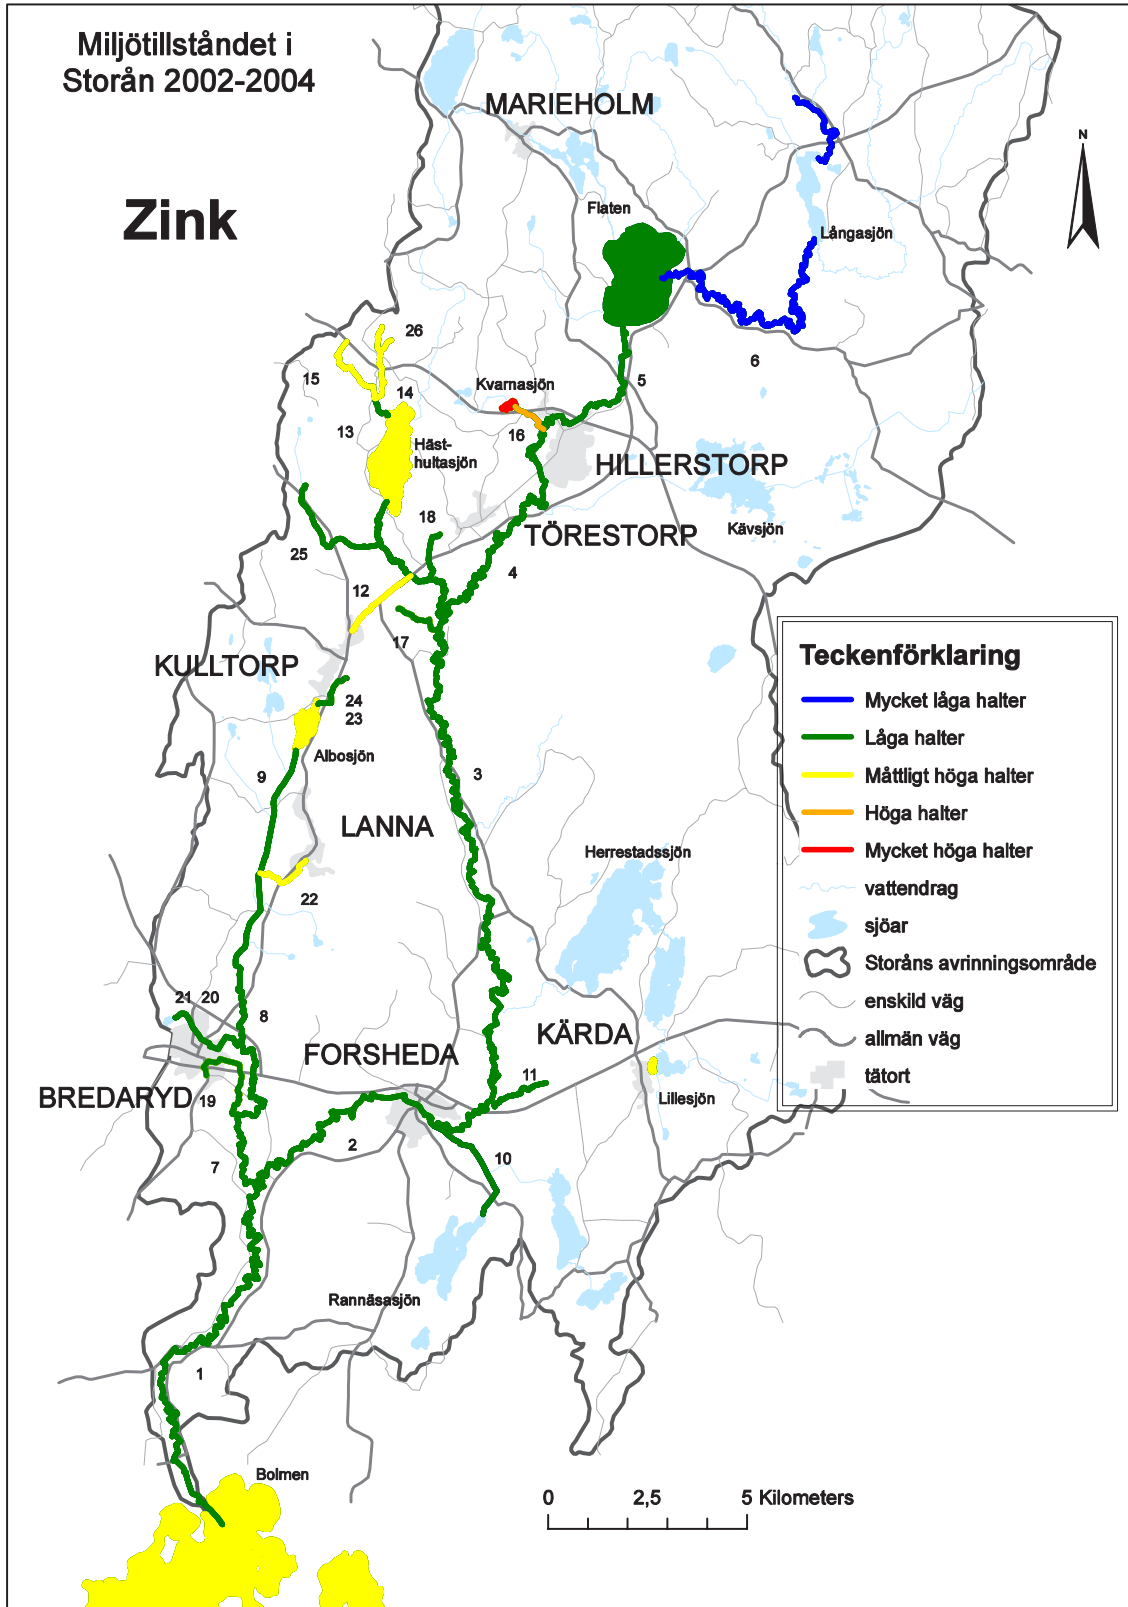 Miljötillståndet i
Storån 2002-2004
Zink
MARIEHOLM
N
Flaten
Långasjön
26
15
14
13
Kvarnasjön
5
6
16
Häst-
hultasjön
HILLERSTORP
18
TÖRESTORP
Kävsjön
25
12
4
17
KULLTORP
24
23
Albosjön
9
3
LANNA
22
Herrestadssjön
21
20
8
FORSHEDA
KÄRDA
11
BREDARYD
19
Lillesjön
2
10
7
Rannäsasjön
1
Bolmen
Teckenförklaring
Mycket låga halter
Låga halter
Måttligt höga halter
Höga halter
Mycket höga halter
vattendrag
sjöar
Storåns avrinningsområde
enskild väg
allmän väg
tätort
0 2,5 5 Kilometers